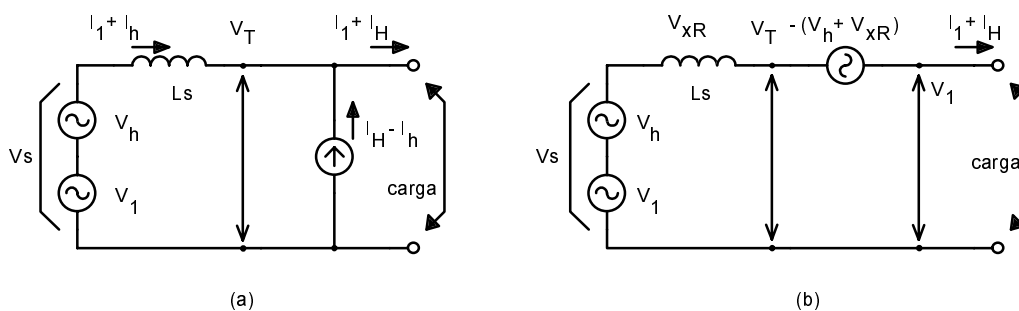 I1 + Ih
VT
I1 + IH
Ls
Vh
IH - Ih
Vs
carga
V1
(a)
VxR
VT
- (Vh + VxR)
I1 + IH
Ls
V1
Vh
Vs
carga
V1
(b)